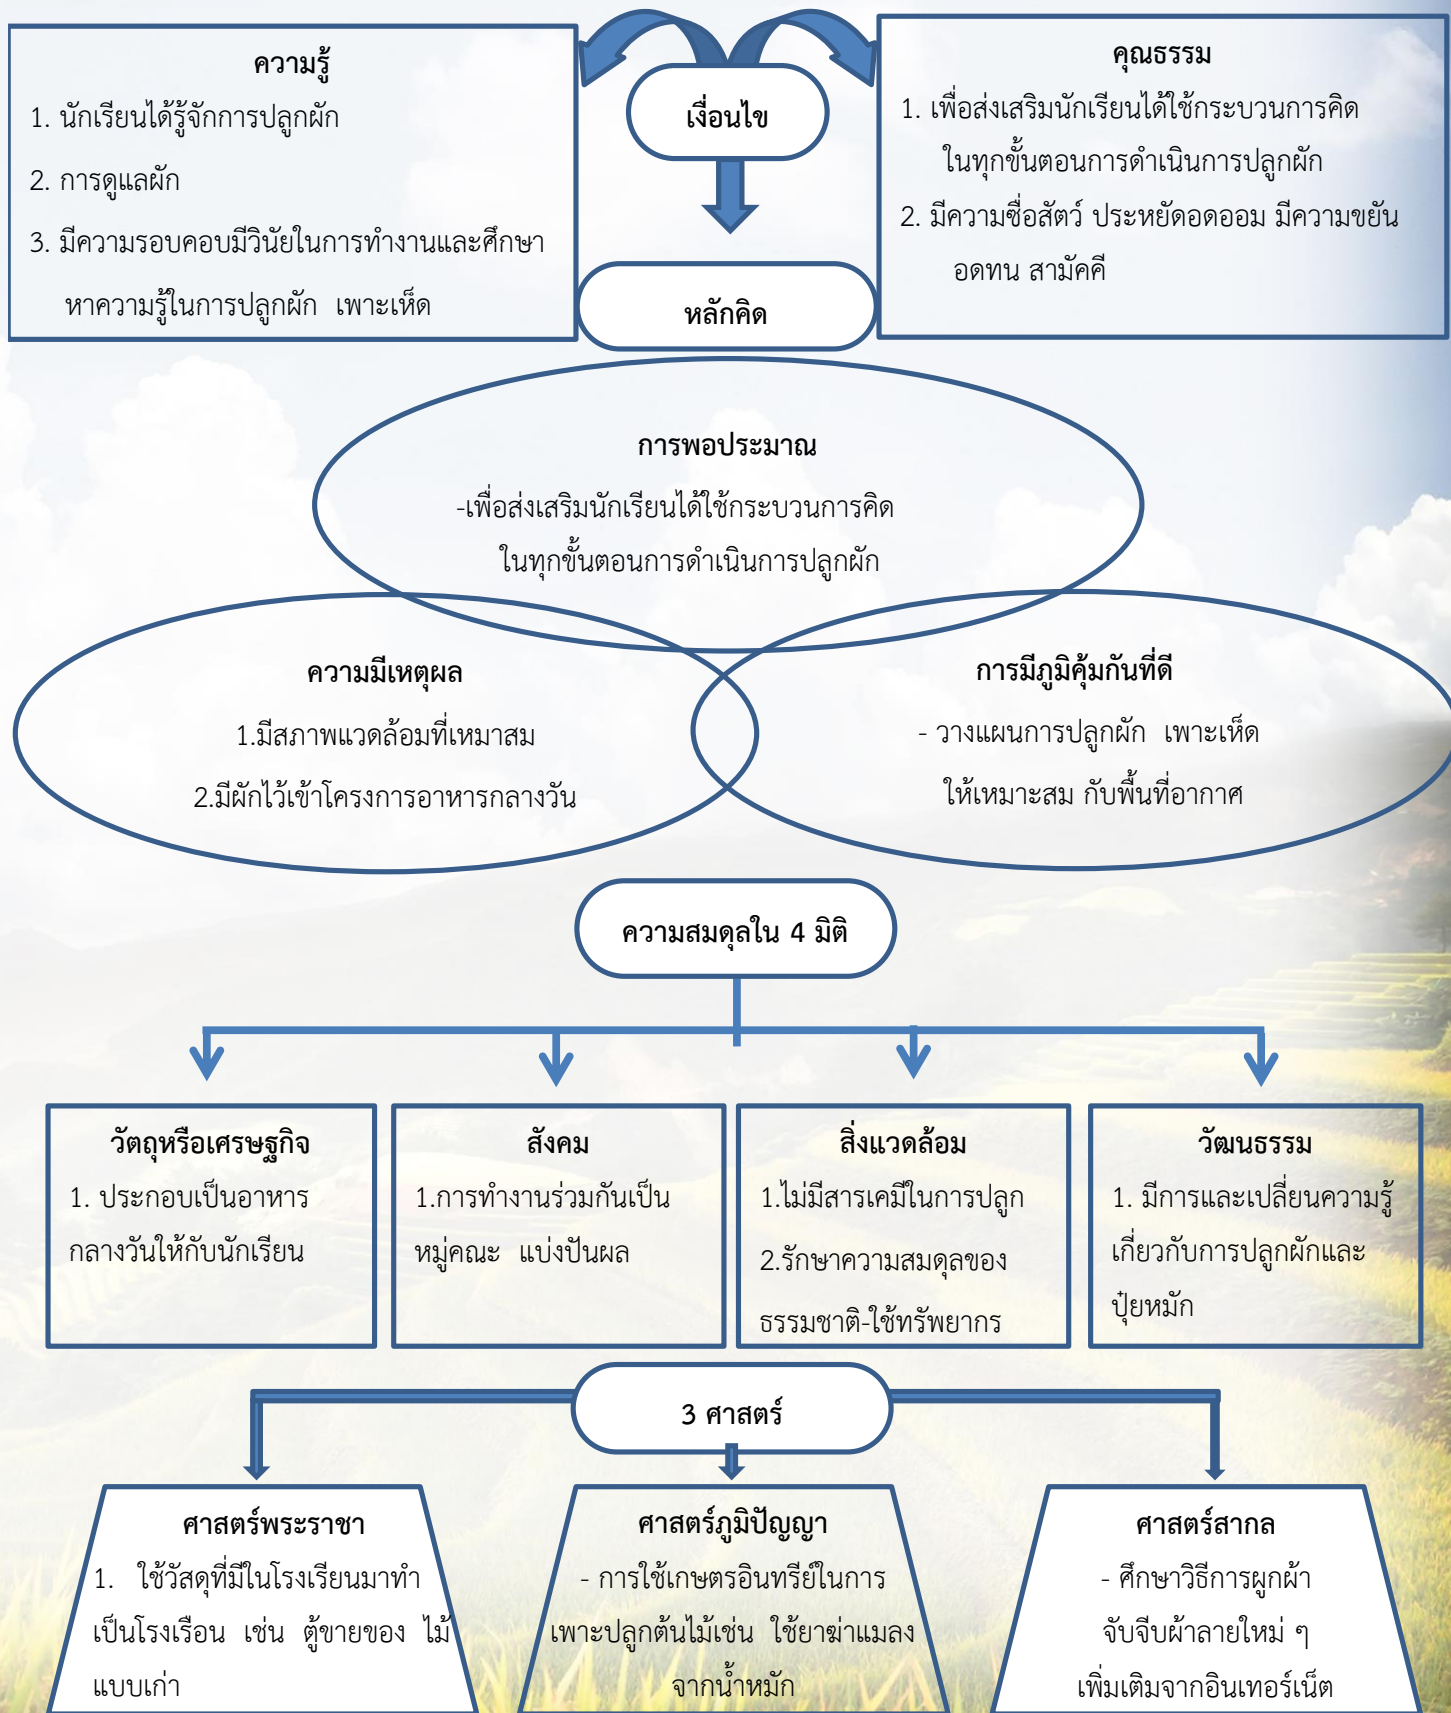 ความรู้
1. นักเรียนได้รู้จักการปลูกผัก
2. การดูแลผัก
3. มีความรอบคอบมีวินัยในการทำงานและศึกษา
หาความรู้ในการปลูกผัก เพาะเห็ด
เงื่อนไข
คุณธรรม
1. เพื่อส่งเสริมนักเรียนได้ใช้กระบวนการคิด
ในทุกขั้นตอนการดำเนินการปลูกผัก
2. มีความซื่อสัตว์ ประหยัดอดออม มีความขยัน
อดทน สามัคคี
หลักคิด
การพอประมาณ
-เพื่อส่งเสริมนักเรียนได้ใช้กระบวนการคิด
ในทุกขั้นตอนการดำเนินการปลูกผัก
ความมีเหตุผล
1.มีสภาพแวดล้อมที่เหมาสม
2.มีผักไว้เข้าโครงการอาหารกลางวัน
การมีภูมิคุ้มกันที่ดี
- วางแผนการปลูกผัก เพาะเห็ด
ให้เหมาะสม กับพื้นที่อากาศ
ความสมดุลใน 4 มิติ
วัตถุหรือเศรษฐกิจ
1. ประกอบเป็นอาหาร
กลางวันให้กับนักเรียน
สังคม
1.การทำงานร่วมกันเป็น
หมู่คณะ แบ่งปันผล
สิ่งแวดล้อม
1.ไม่มีสารเคมีในการปลูก
2.รักษาความสมดุลของ
ธรรมชาติ-ใช้ทรัพยากร
วัฒนธรรม
1. มีการและเปลี่ยนความรู้
เกี่ยวกับการปลูกผักและ
ปุ๋ยหมัก
3 ศาสตร์
ศาสตร์พระราชา
1. ใช้วัสดุที่มีในโรงเรียนมาทำ
เป็นโรงเรือน เช่น ตู้ขายของ ไม้
แบบเก่า
ศาสตร์ภูมิปัญญา
- การใช้เกษตรอินทรีย์ในการ
เพาะปลูกต้นไม้เช่น ใช้ยาฆ่าแมลง
จากน้ำหมัก
ศาสตร์สากล
- ศึกษาวิธีการผูกผ้า
จับจีบผ้าลายใหม่ ๆ
เพิ่มเติมจากอินเทอร์เน็ต